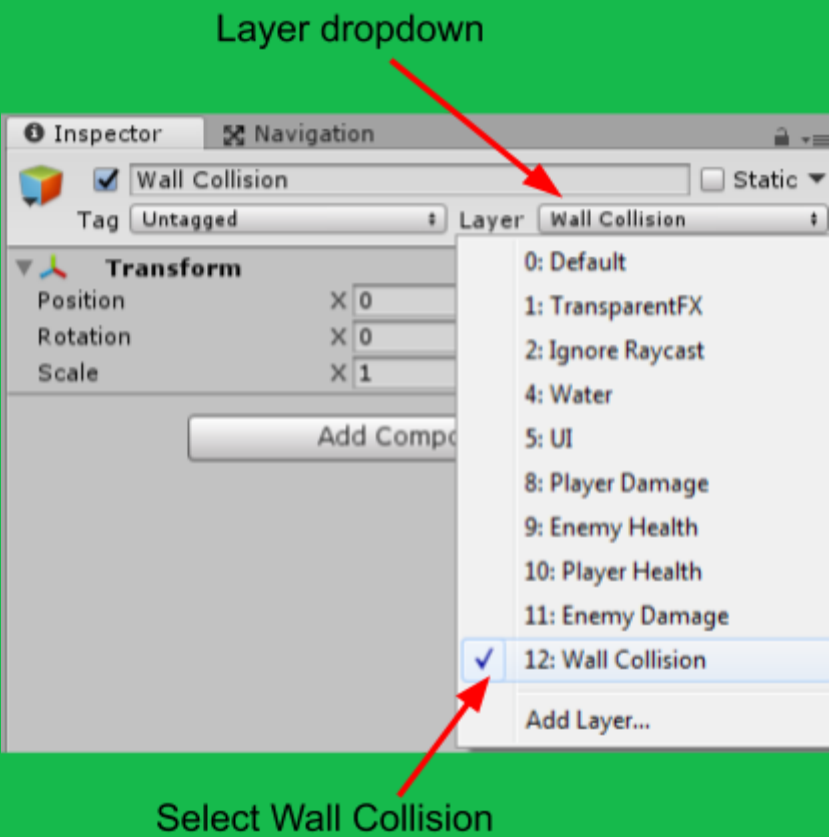 Layer dropdown
Inspector Navigation
Wall Collision Static
Tag Untagged Layer Wall Collision
Transform
Position X 0
Rotation X 0
Scale X 1
Add
0: Default
1: TransparentFX
2: Ignore Raycast
4: Water
5: UI
8: Player Damage
9: Enemy Health
10: Player Health
11: Enemy Damage
12: Wall Collision
Add Layer...
Select Wall Collision